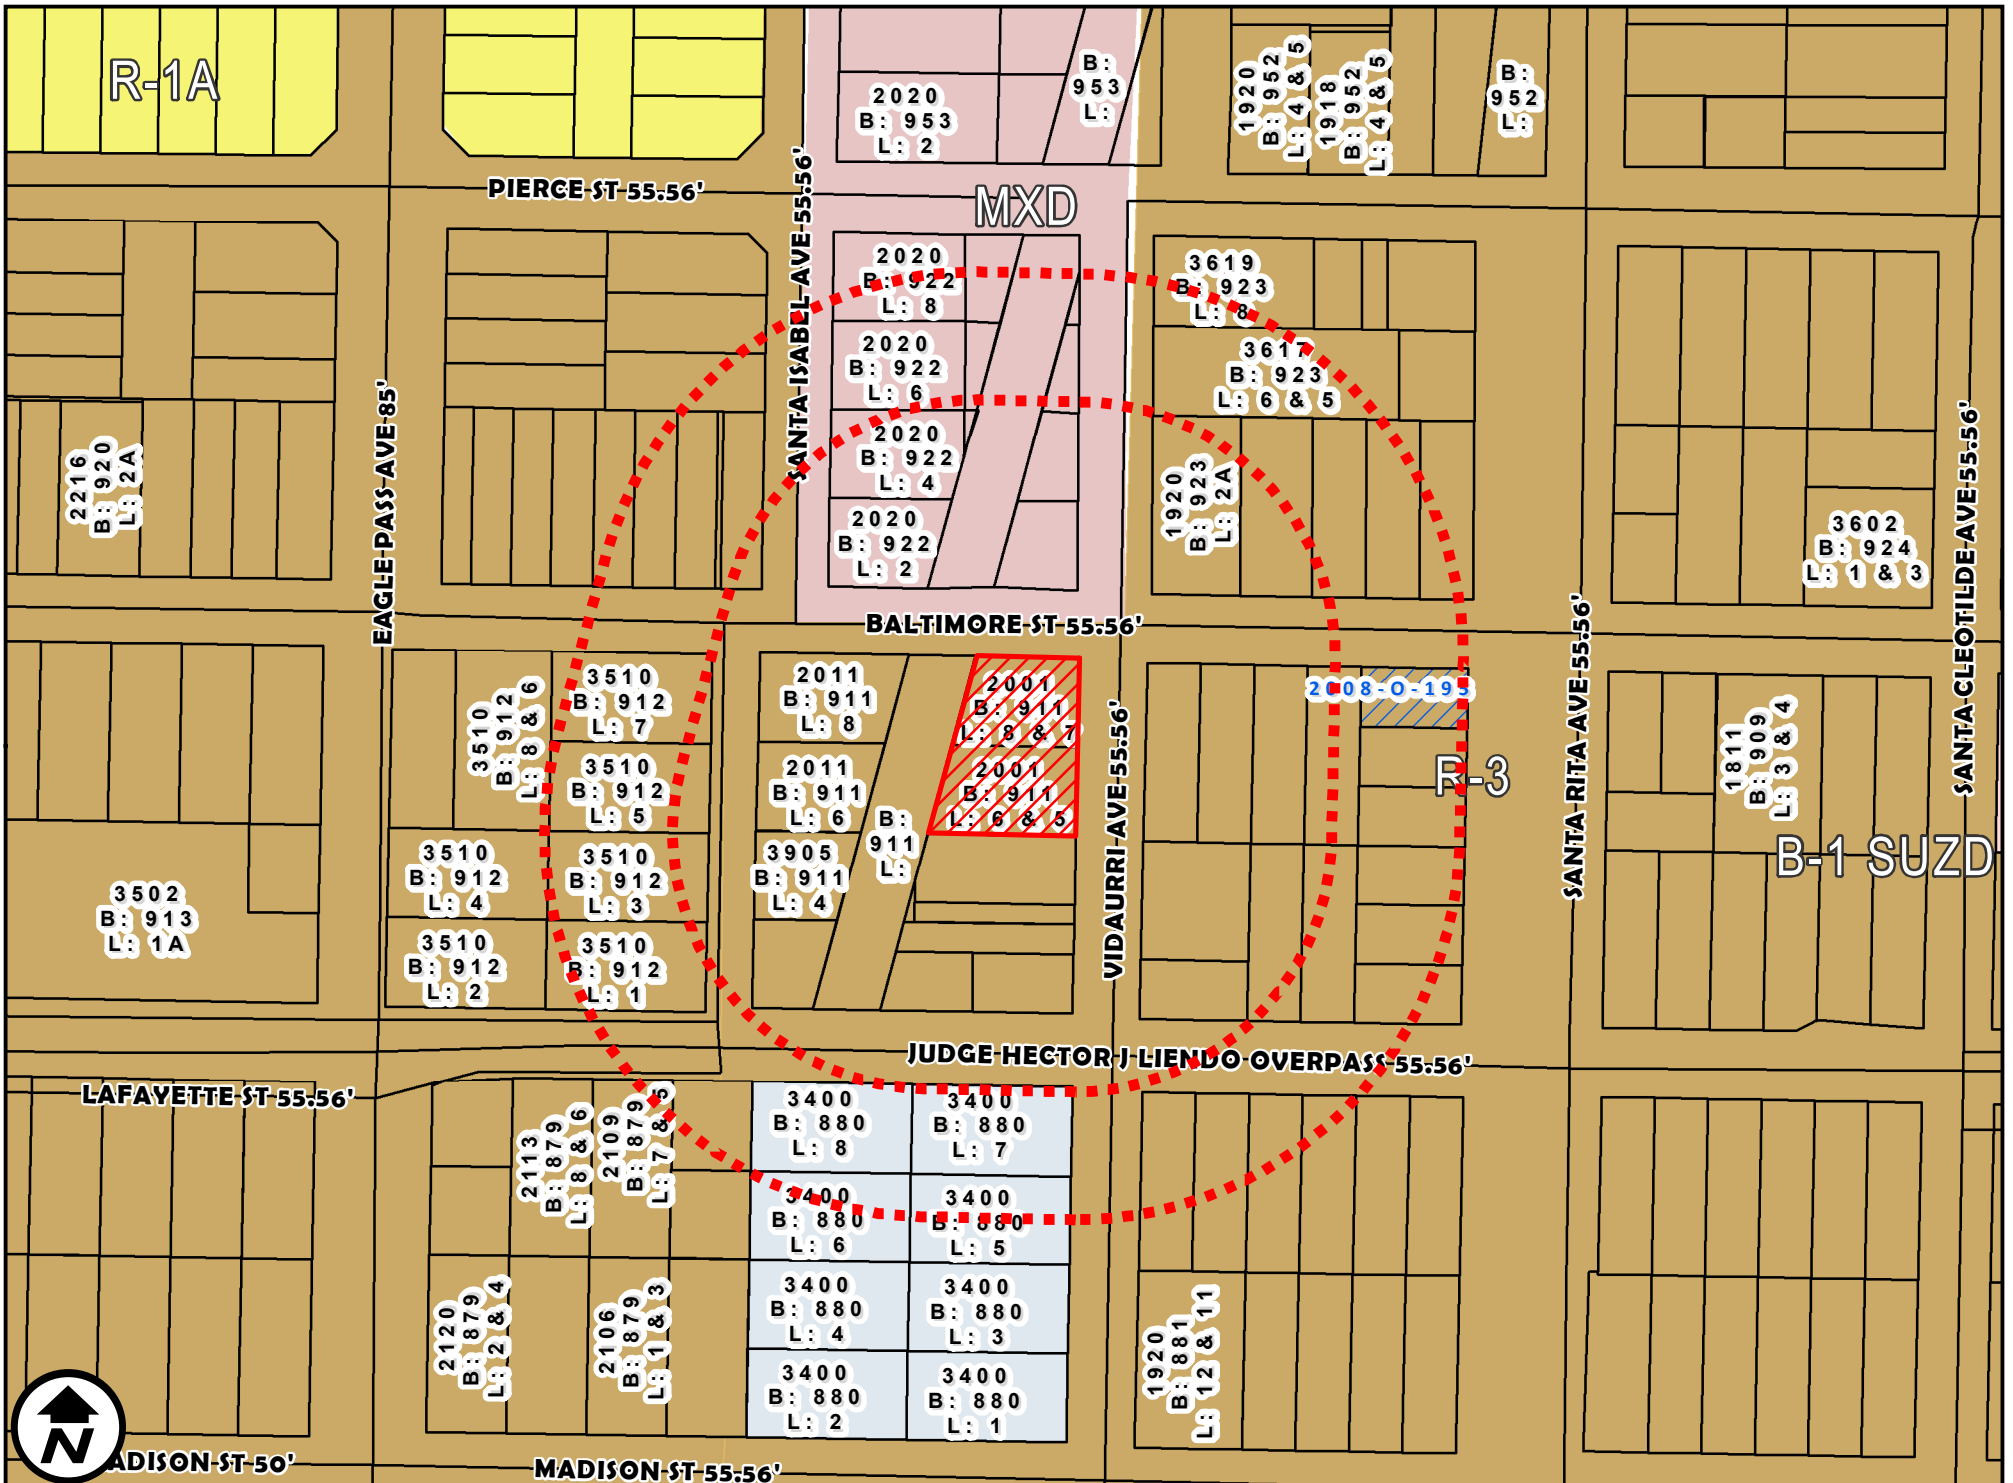 R-1A
2020
B: 953
L: 2
B:
953
L:
1920
B: 952
L: 4 & 5
1918
B: 952
L: 4 & 5
B:
952
L:
PIERCE ST 55.56'
SANTA ISABEL AVE 55.56'
MXD
2020
B: 922
L: 8
3619
B: 923
L: 8
2020
B: 922
L: 6
3617
B: 923
L: 6 & 5
2020
B: 922
L: 4
2216
B: 920
L: 2A
EAGLE PASS AVE 85'
1920
B: 923
L: 2A
2020
B: 922
L: 2
3602
B: 924
L: 1 & 3
SANTA CLEOTILDE AVE 55.56'
BALTIMORE ST 55.56'
3510
B: 912
L: 8 & 6
3510
B: 912
L: 7
2011
B: 911
L: 8
2001
B: 911
L: 8 & 7
2008-O-195
SANTA RITA AVE 55.56'
VIDAURRI AVE 55.56'
3510
B: 912
L: 5
2011
B: 911
L: 6
2001
B: 911
L: 6 & 5
R-3
1811
B: 909
L: 3 & 4
B:
911
L:
B-1 SUZD
3510
B: 912
L: 4
3510
B: 912
L: 3
3905
B: 911
L: 4
3502
B: 913
L: 1A
3510
B: 912
L: 2
3510
B: 912
L: 1
JUDGE HECTOR J LIENDO OVERPASS 55.56'
LAFAYETTE ST 55.56'
2113
B: 879
L: 8 & 6
2109
B: 879
L: 7 & 5
3400
B: 880
L: 8
3400
B: 880
L: 7
3400
B: 880
L: 6
3400
B: 880
L: 5
2120
B: 879
L: 2 & 4
2106
B: 879
L: 1 & 3
3400
B: 880
L: 4
3400
B: 880
L: 3
1920
B: 881
L: 12 & 11
3400
B: 880
L: 2
3400
B: 880
L: 1
N
ADISON ST 50'
MADISON ST 55.56'